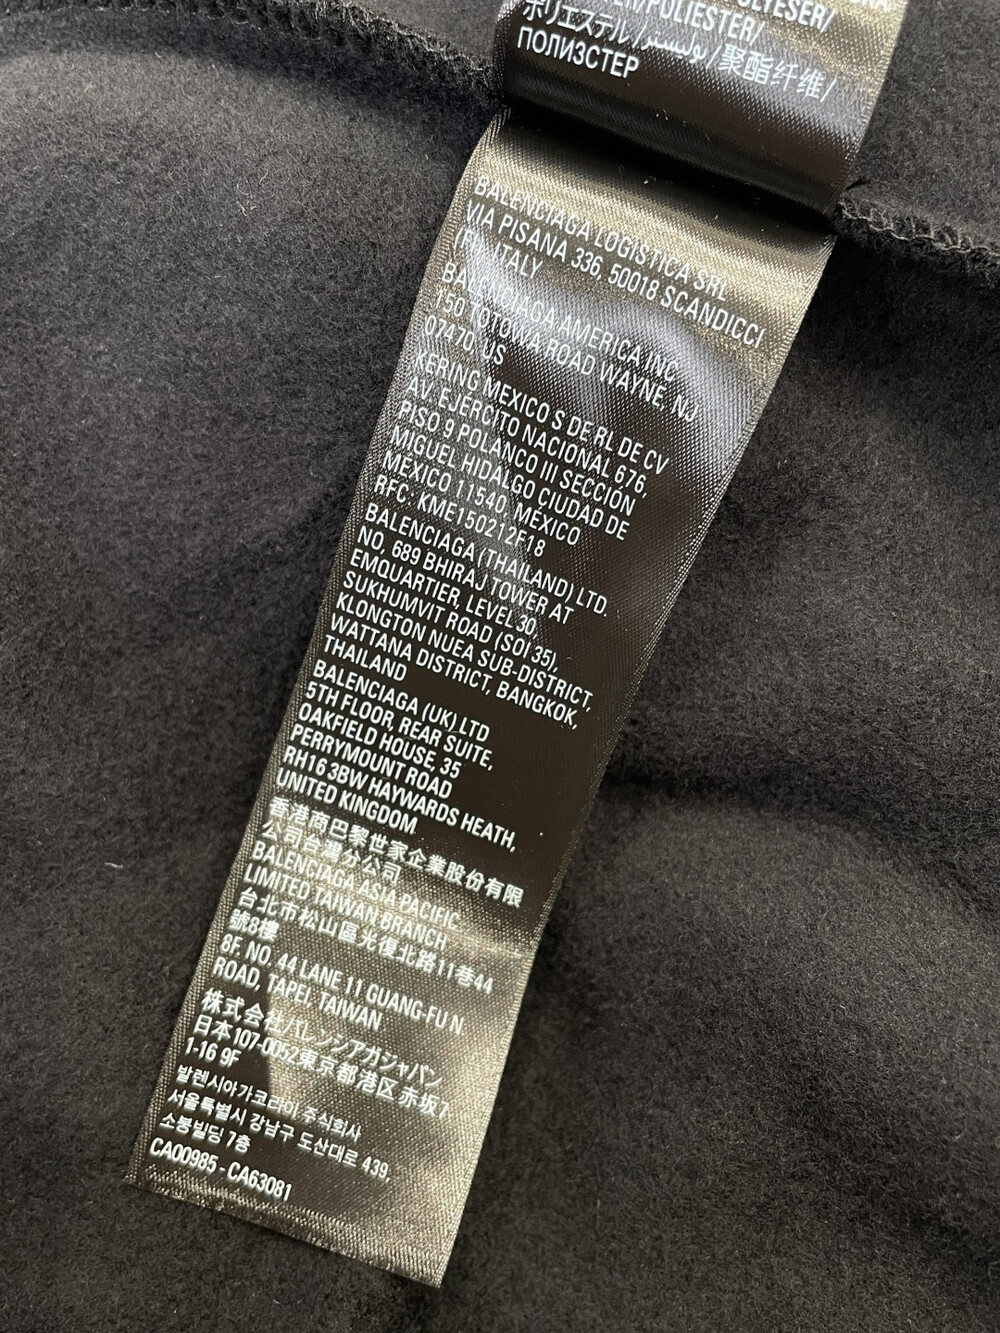 POLYESER/
/POLIESTER/
ポリエステル/بوليستر/聚酯纤维/
ПОЛИЭСТЕР
BALENCIAGA LOGISTICA SRL
VIA PISANA 336, 50018 SCANDICCI
(FI), ITALY
BALENCIAGA AMERICA INC.
150 TOTOWA ROAD WAYNE, NJ
07470, US
KERING MEXICO S DE RL DE CV
AV. EJÉRCITO NACIONAL 676,
PISO 9 POLANCO III SECCIÓN
MIGUEL HIDALGO CIUDAD DE
MÉXICO 11540, MÉXICO
RFC: KME150212F18
BALENCIAGA (THAILAND) LTD.
NO, 689 BHIRAJ TOWER AT
EMQUARTIER, LEVEL 30,
SUKHUMVIT ROAD (SOI 35),
KLONGTON NUEA SUB-DISTRICT,
WATTANA DISTRICT, BANGKOK,
THAILAND
BALENCIAGA (UK) LTD
5TH FLOOR, REAR SUITE,
OAKFIELD HOUSE, 35
PERRYMOUNT ROAD
RH16 3BW HAYWARDS HEATH,
UNITED KINGDOM
香港商巴黎世家企業股份有限
公司台灣分公司
BALENCIAGA ASIA PACIFIC
LIMITED TAIWAN BRANCH
台北市松山區光復北路11巷44
號8樓
8F. NO. 44 LANE 11 GUANG-FU N.
ROAD, TAPEI, TAIWAN
株式会社バレンシアガジャパン
日本107-0052東京都港区赤坂7-
1-16 9F
발렌시아가코리아 주식회사
서울특별시 강남구 도산대로 439,
소봉빌딩 7층
CA00985 - CA63081